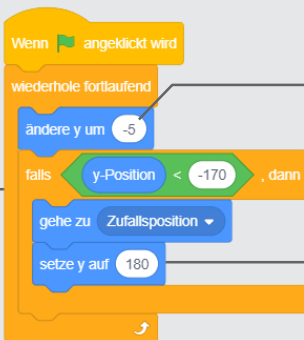 Wenn angeklickt wird
wiederhole fortlaufend
ändere y um -5
falls y-Position < -170 , dann
gehe zu Zufallsposition
setze y auf 180